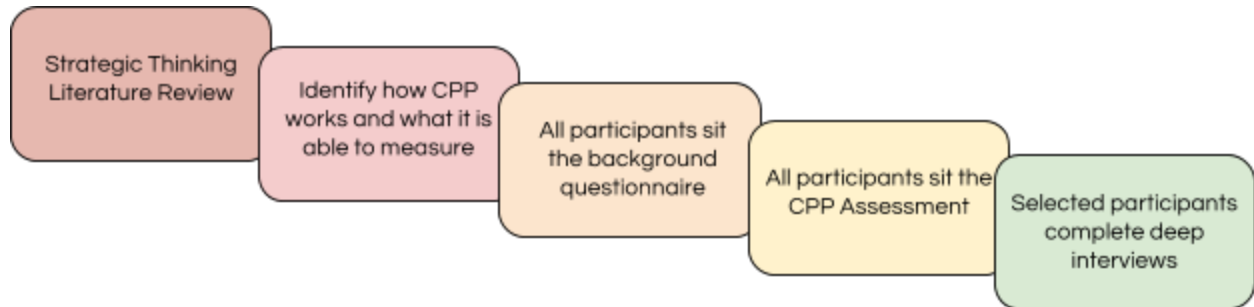 Strategic Thinking
Literature Review
Identify how CPP
works and what it is
able to measure
All participants sit
the background
questionnaire
All participants sit the
CPP Assessment
Selected participants
complete deep
interviews